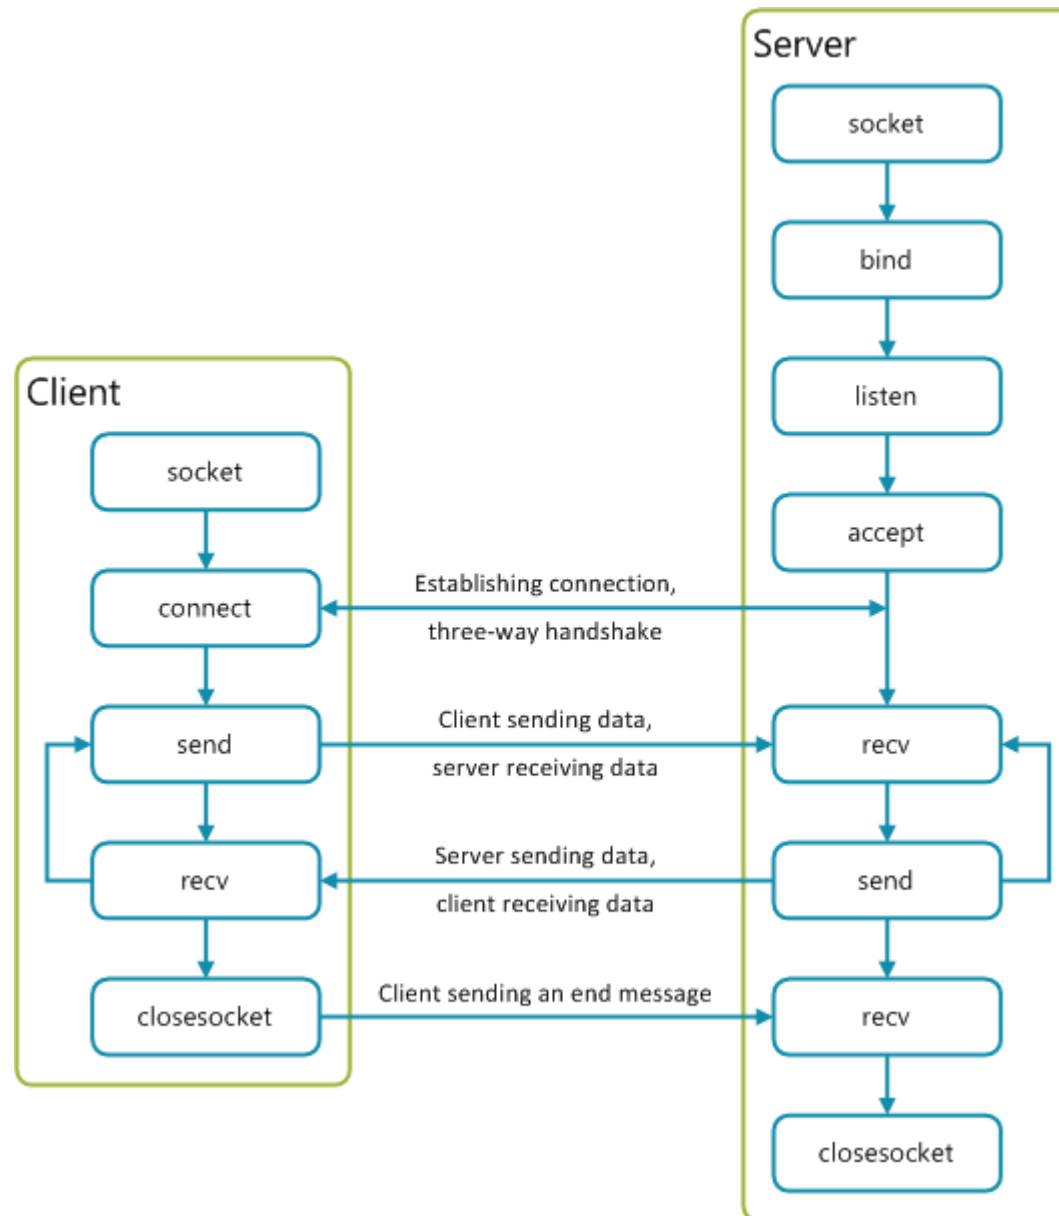 Server
socket
bind
listen
accept
Client
socket
connect
Establishing connection,
three-way handshake
send
Client sending data,
server receiving data
recv
recv
Server sending data,
client receiving data
send
closesocket
Client sending an end message
recv
closesocket